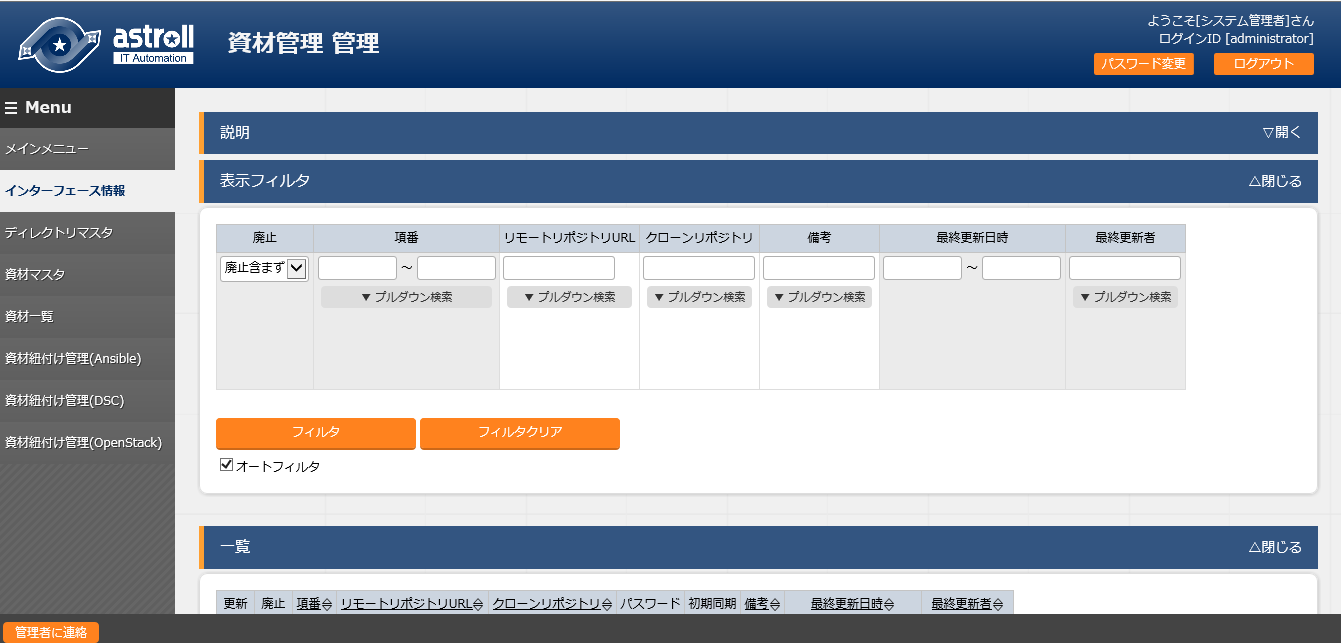 astroll
IT Automation
資材管理 管理
ようこそ[システム管理者]さん
ログインID [administrator]
パスワード変更 ログアウト
☰ Menu
メインメニュー
インターフェース情報
ディレクトリマスタ
資材マスタ
資材一覧
資材紐付け管理(Ansible)
資材紐付け管理(DSC)
資材紐付け管理(OpenStack)
説明 ▽開く
表示フィルタ △閉じる
廃止 項番 リモートリポジトリURL クローンリポジトリ 備考 最終更新日時 最終更新者
廃止含まず ～ ～
▼プルダウン検索 ▼プルダウン検索 ▼プルダウン検索 ▼プルダウン検索 ▼プルダウン検索
フィルタ フィルタクリア
オートフィルタ
一覧 △閉じる
更新 廃止 項番 リモートリポジトリURL クローンリポジトリ パスワード 初期同期 備考 最終更新日時 最終更新者
管理者に連絡